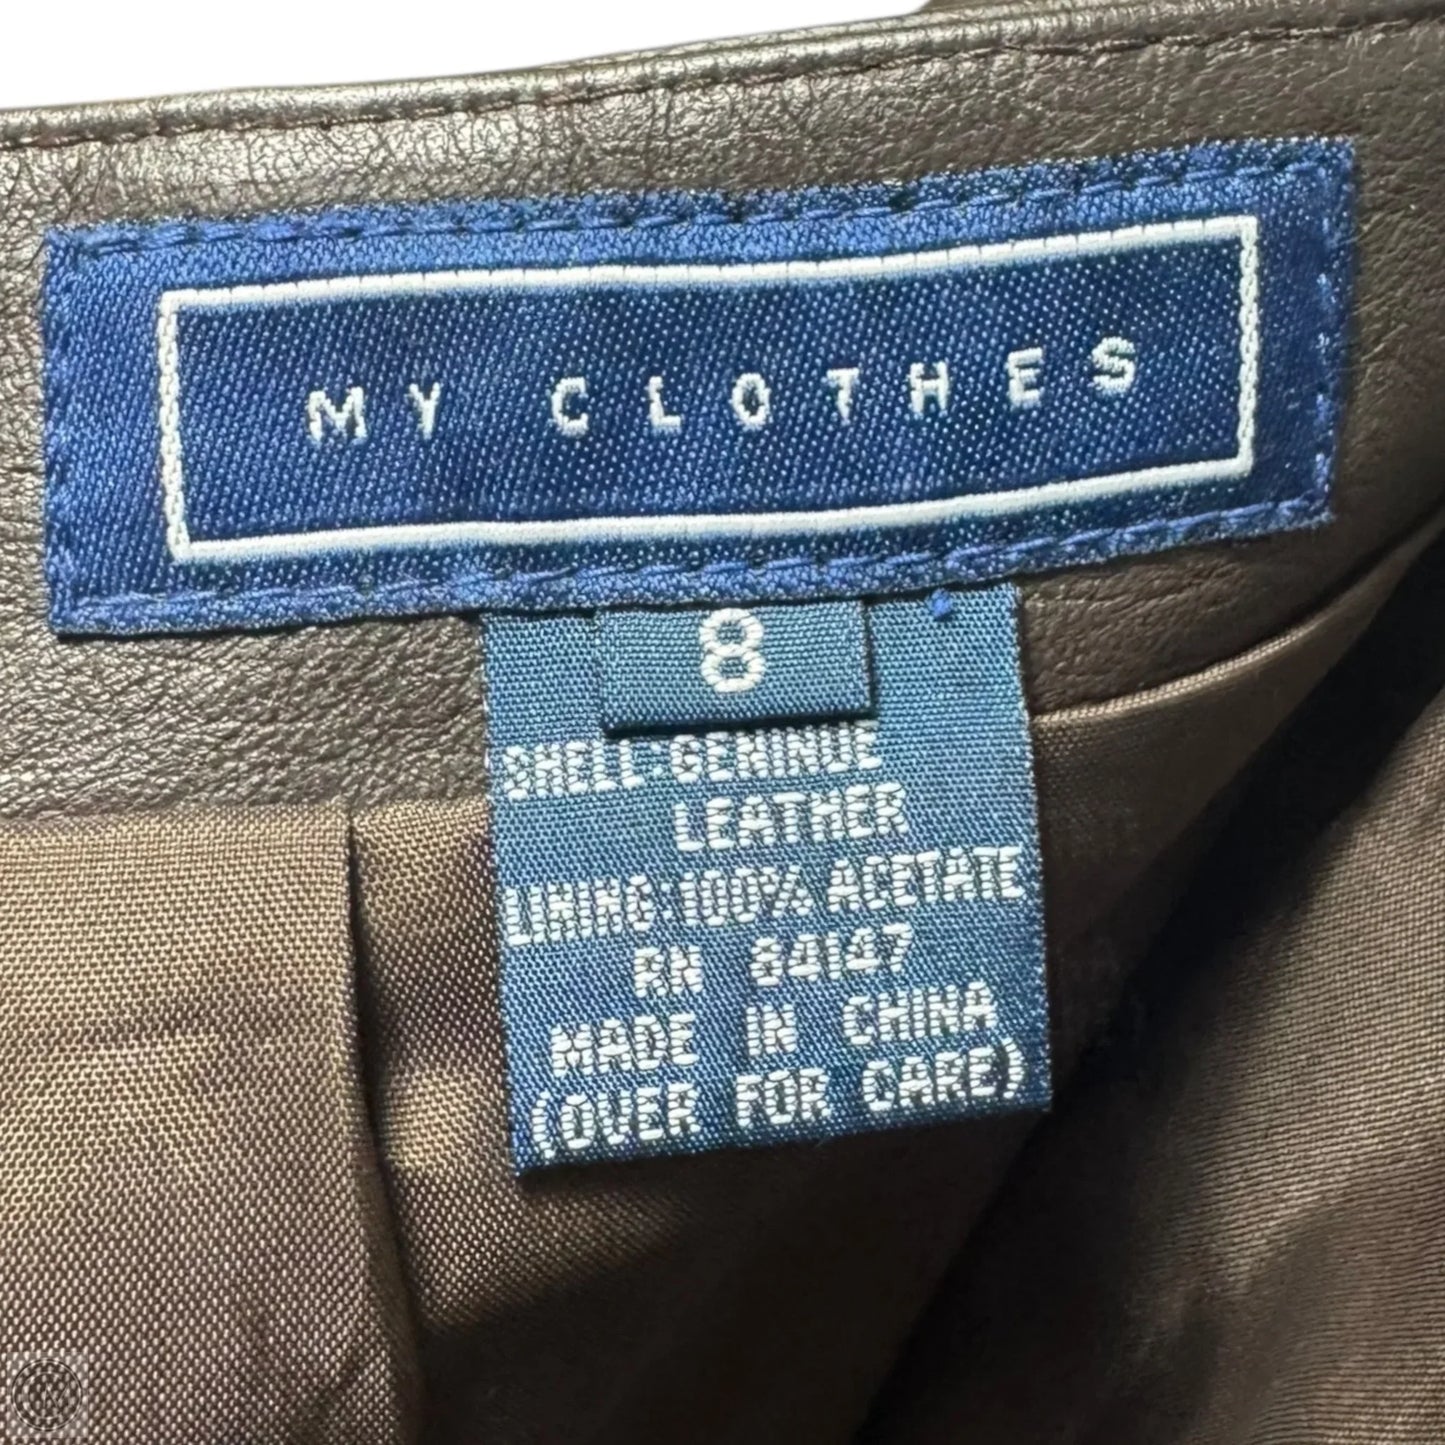 MY CLOTHES
8
SHELL:GENINUE
LEATHER
LINING:100% ACETATE
RN 84147
MADE IN CHINA
(OVER FOR CARE)